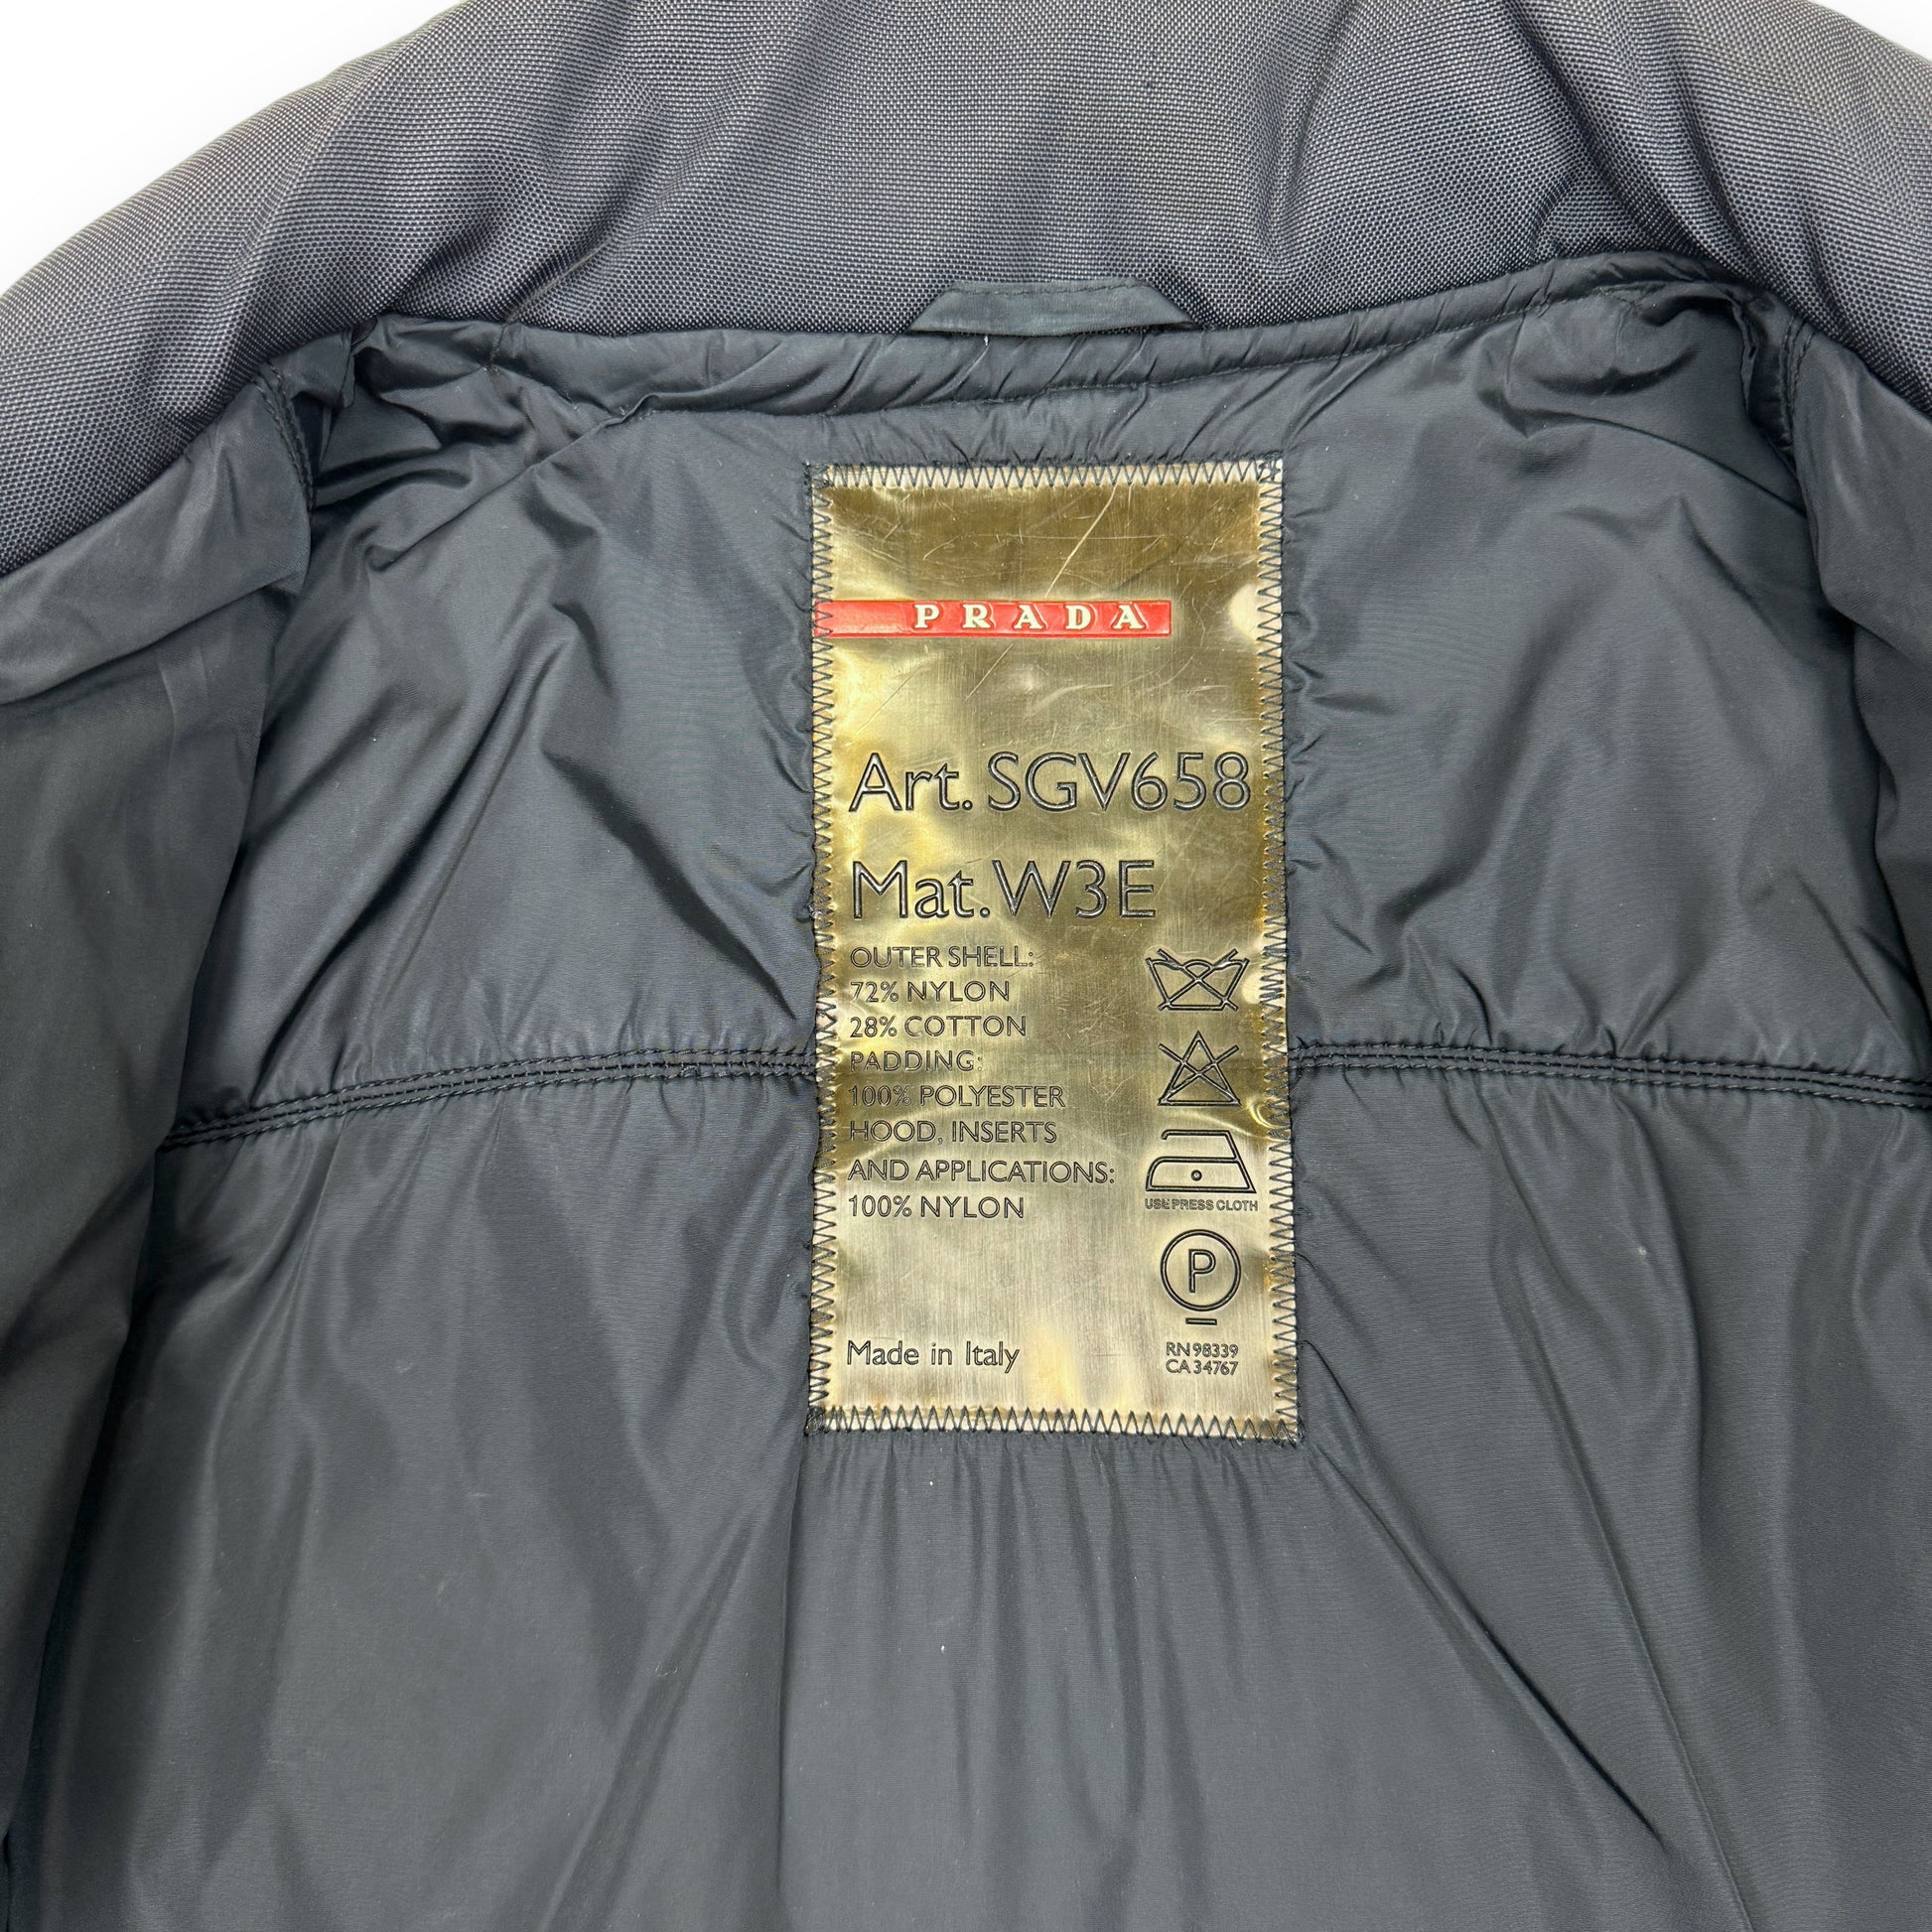 PRADA
Art. SGV658
Mat. W3E
OUTER SHELL:
72% NYLON
28% COTTON
PADDING:
100% POLYESTER
HOOD, INSERTS
AND APPLICATIONS:
100% NYLON
USE PRESS CLOTH
P
Made in Italy
RN 98339
CA 34767